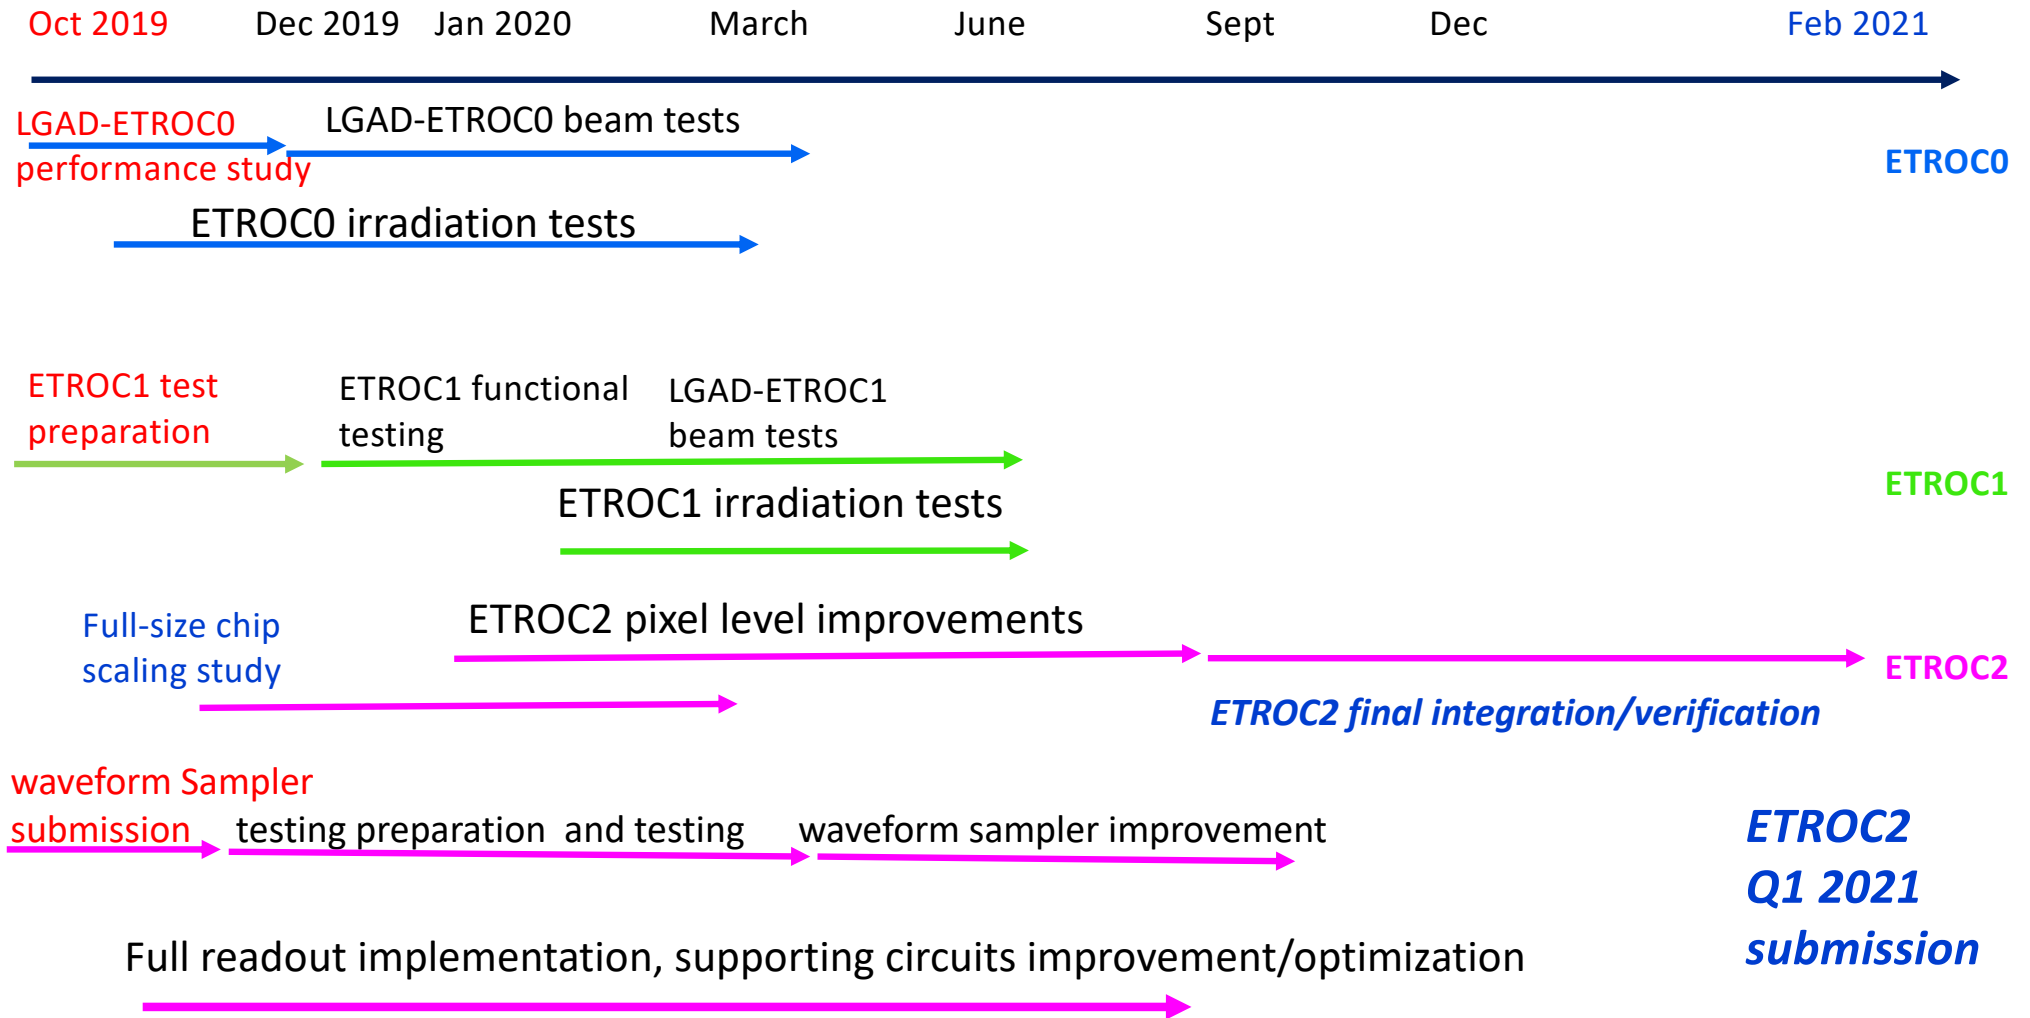 Oct 2019 Dec 2019 Jan 2020 March June Sept Dec Feb 2021
LGAD-ETROC0
performance study
LGAD-ETROC0 beam tests
ETROC0
ETROC0 irradiation tests
ETROC1 test
preparation
ETROC1 functional
testing
LGAD-ETROC1
beam tests
ETROC1
ETROC1 irradiation tests
Full-size chip
scaling study
ETROC2 pixel level improvements
ETROC2
ETROC2 final integration/verification
waveform Sampler
submission
testing preparation and testing
waveform sampler improvement
ETROC2
Q1 2021
submission
Full readout implementation, supporting circuits improvement/optimization